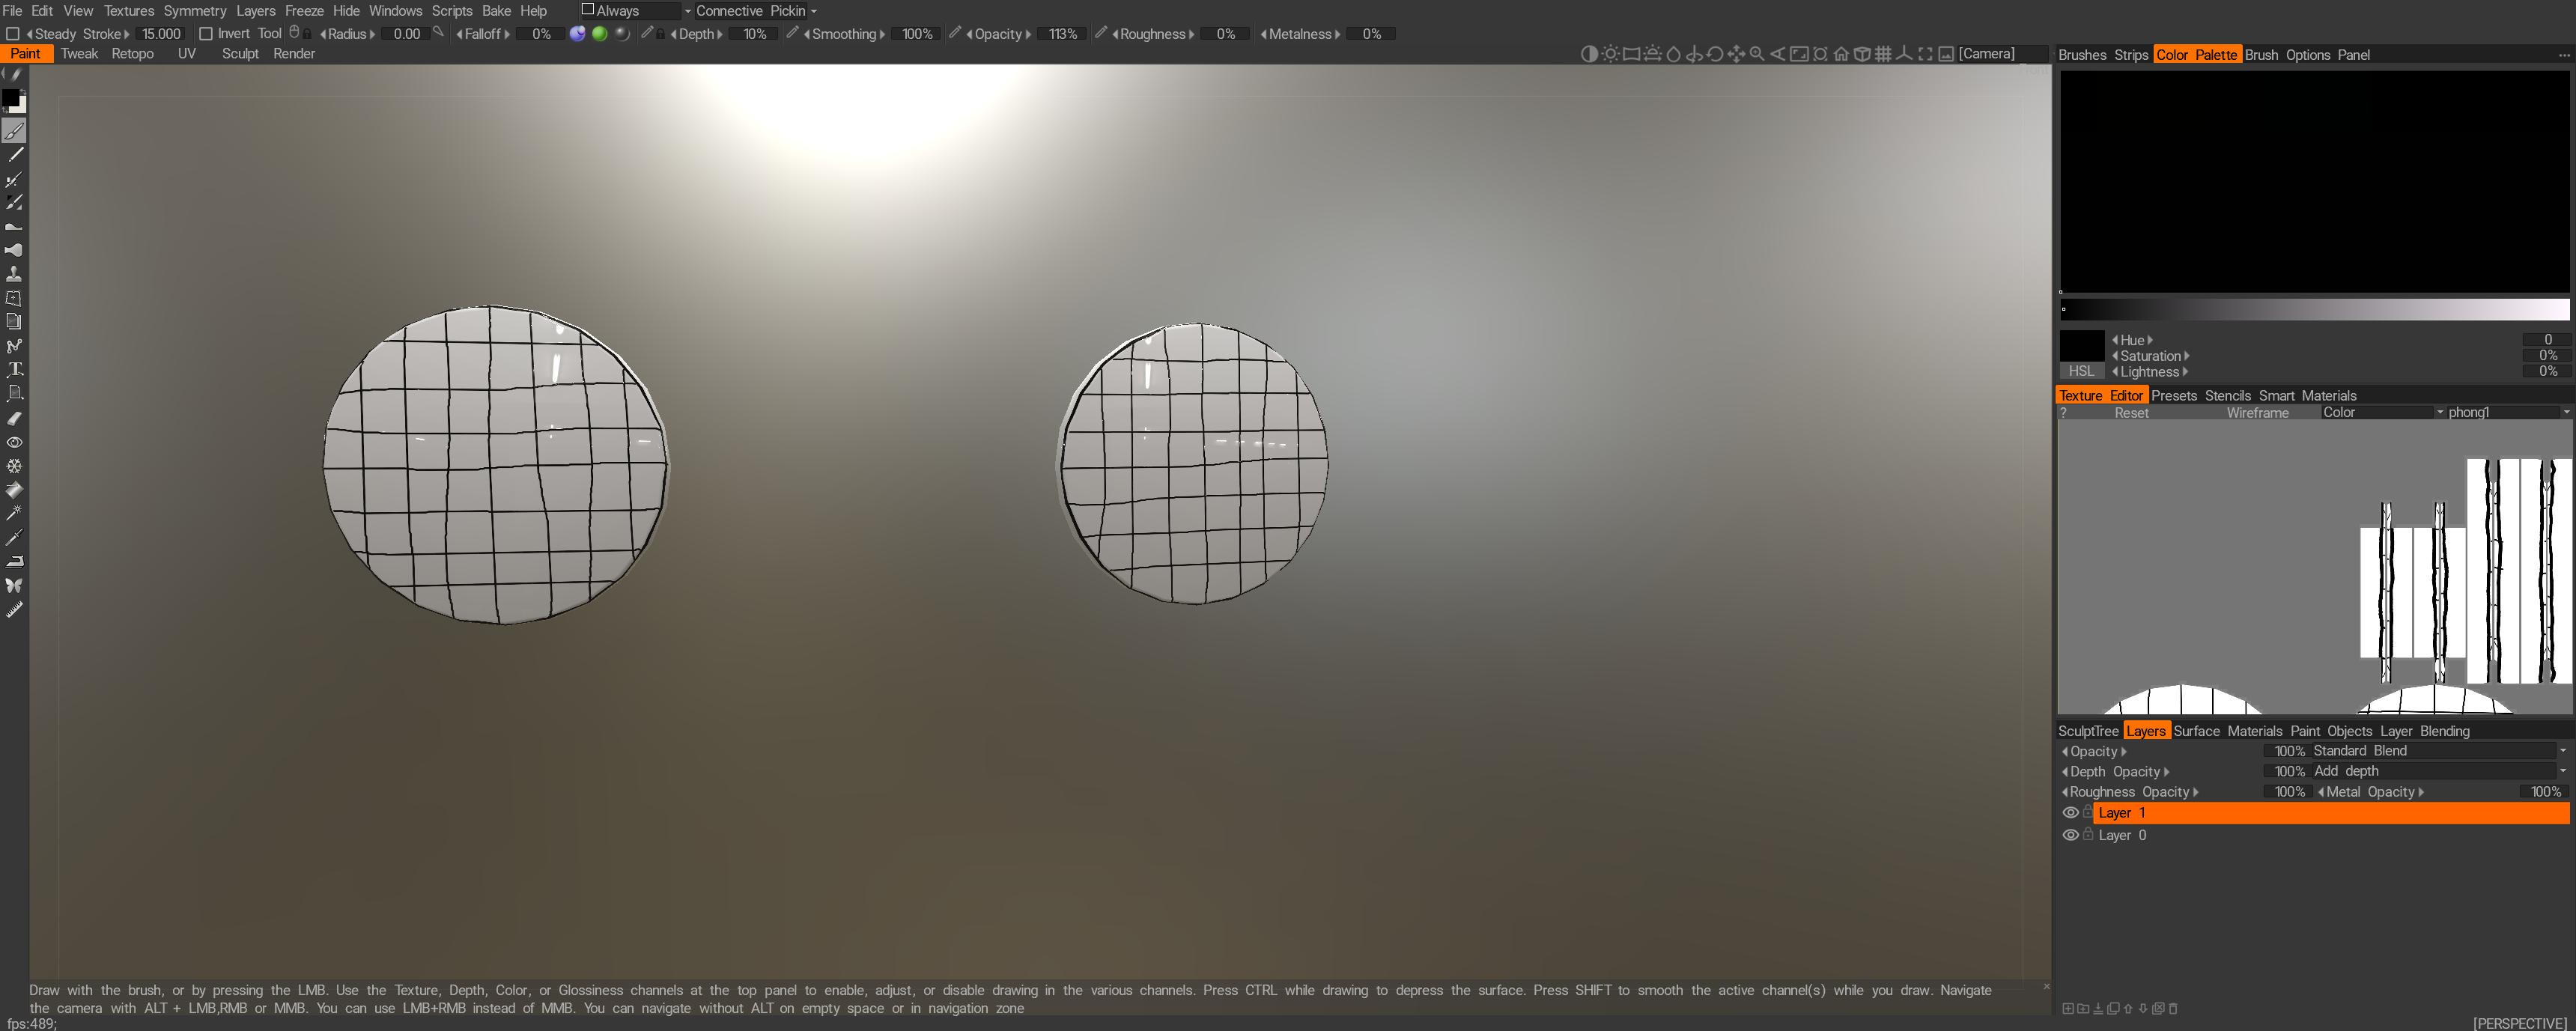 File Edit View Textures Symmetry Layers Freeze Hide Windows Scripts Bake Help Always Connective Pickin
Steady Stroke 15.000 Invert Tool Radius 0.00 Falloff 0% Depth 10% Smoothing 100% Opacity 113% Roughness 0% Metalness 0%
Paint Tweak Retopo UV Sculpt Render [Camera]
Brushes Strips Color Palette Brush Options Panel
Hue 0
Saturation 0%
HSL Lightness 0%
Texture Editor Presets Stencils Smart Materials
? Reset Wireframe Color phong1
SculptTree Layers Surface Materials Paint Objects Layer Blending
Opacity 100% Standard Blend
Depth Opacity 100% Add depth
Roughness Opacity 100% Metal Opacity 100%
Layer 1
Layer 0
Draw with the brush, or by pressing the LMB. Use the Texture, Depth, Color, or Glossiness channels at the top panel to enable, adjust, or disable drawing in the various channels. Press CTRL while drawing to depress the surface. Press SHIFT to smooth the active channel(s) while you draw. Navigate
the camera with ALT + LMB,RMB or MMB. You can use LMB+RMB instead of MMB. You can navigate without ALT on empty space or in navigation zone
fps:489;
[PERSPECTIVE]